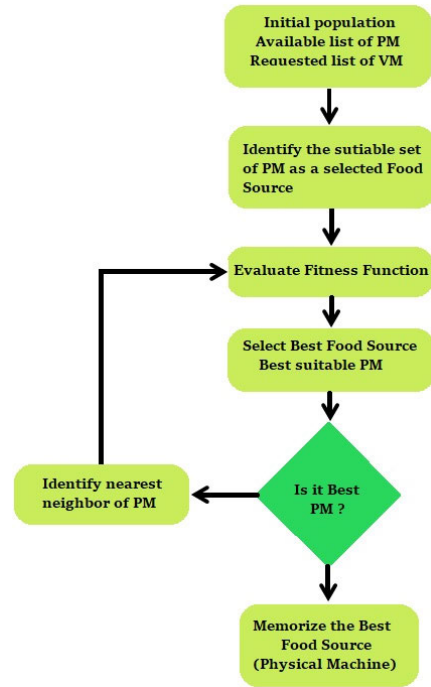 Initial population
Available list of PM
Requested list of VM
Identify the sutiable set
of PM as a selected Food
Source
Evaluate Fitness Function
Select Best Food Source
Best suitable PM
Is it Best
PM ?
Identify nearest
neighbor of PM
Memorize the Best
Food Source
(Physical Machine)